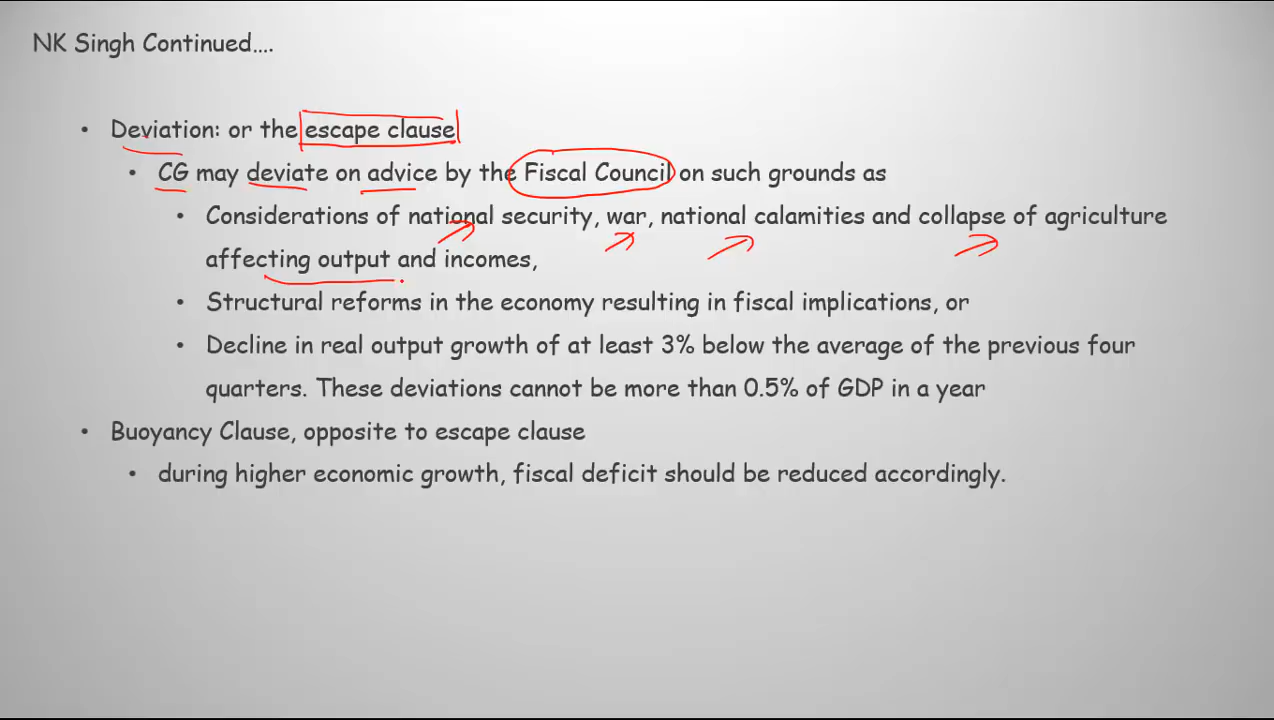 NK Singh Continued....
• Deviation: or the escape clause
• CG may deviate on advice by the Fiscal Council on such grounds as
• Considerations of national security, war, national calamities and collapse of agriculture
affecting output and incomes,
• Structural reforms in the economy resulting in fiscal implications, or
• Decline in real output growth of at least 3% below the average of the previous four
quarters. These deviations cannot be more than 0.5% of GDP in a year
• Buoyancy Clause, opposite to escape clause
• during higher economic growth, fiscal deficit should be reduced accordingly.